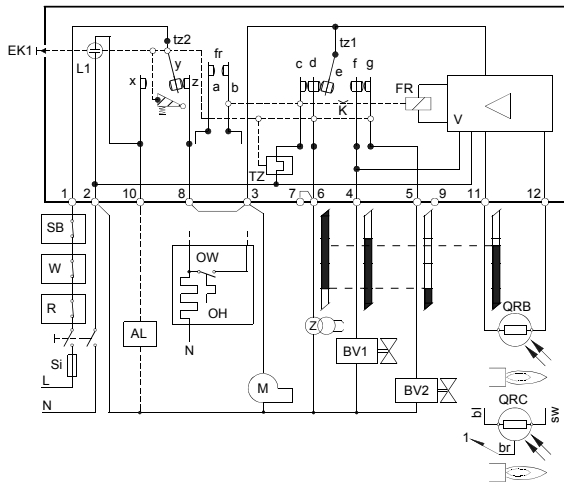 tz2
fr
tz1
EK1
L1
x
y
z
a
b
c
d
e
f
g
FR
K
V
TZ
1
2
10
8
3
7
6
4
5
9
11
12
SB
W
R
Si
L
N
AL
OW
OH
N
M
Z
BV1
BV2
QRB
QRC
bl
sw
br
1